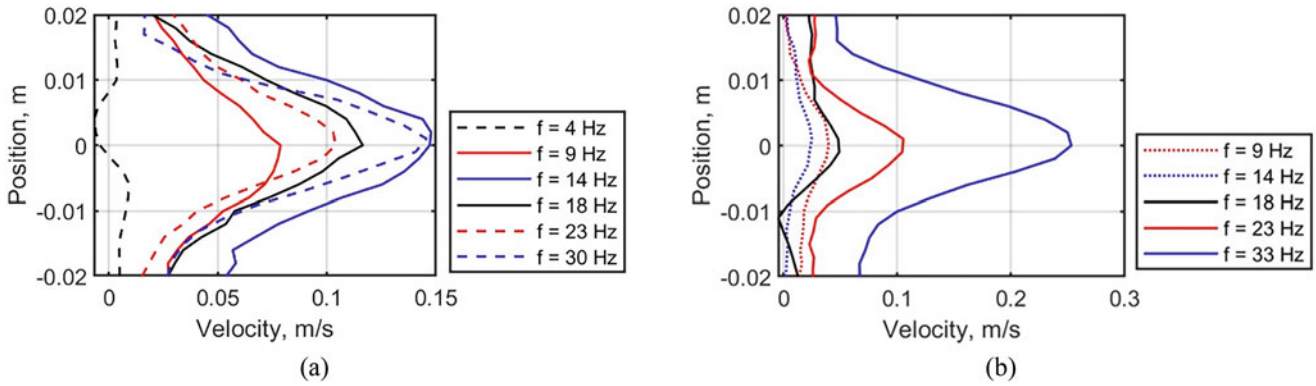 0.02
0.01
0
-0.01
-0.02
Position, m
0
0.05
0.1
0.15
Velocity, m/s
f = 4 Hz
f = 9 Hz
f = 14 Hz
f = 18 Hz
f = 23 Hz
f = 30 Hz
(a)
0.02
0.01
0
-0.01
-0.02
Position, m
0
0.1
0.2
0.3
Velocity, m/s
f = 9 Hz
f = 14 Hz
f = 18 Hz
f = 23 Hz
f = 33 Hz
(b)